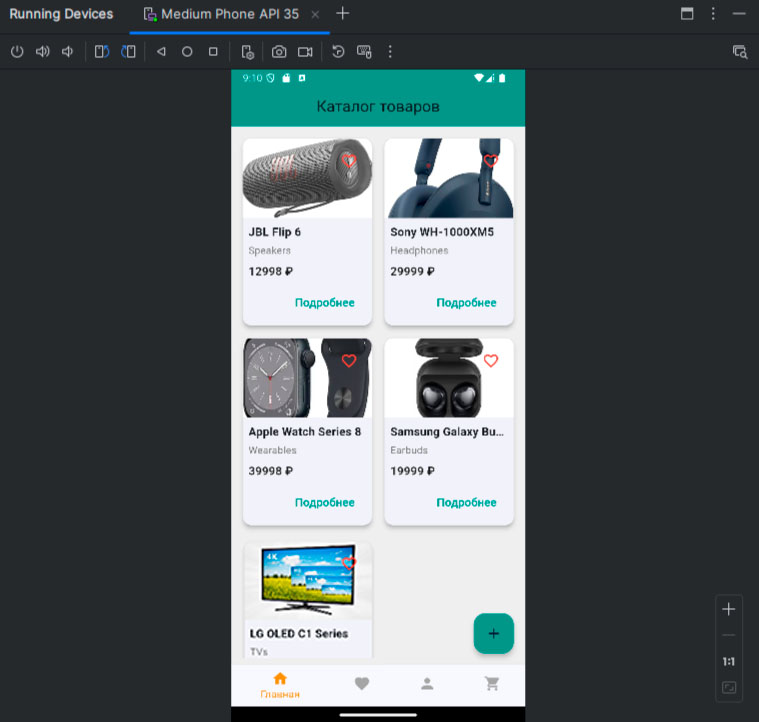 Running Devices
Medium Phone API 35
9:10
Каталог товаров
JBL
JBL Flip 6
Speakers
12998 ₽
Подробнее
Sony WH-1000XM5
Headphones
29999 ₽
Подробнее
Apple Watch Series 8
Wearables
39998 ₽
Подробнее
Samsung Galaxy Bu...
Earbuds
19999 ₽
Подробнее
4K
LG OLED C1 Series
TVs
Главная
1:1